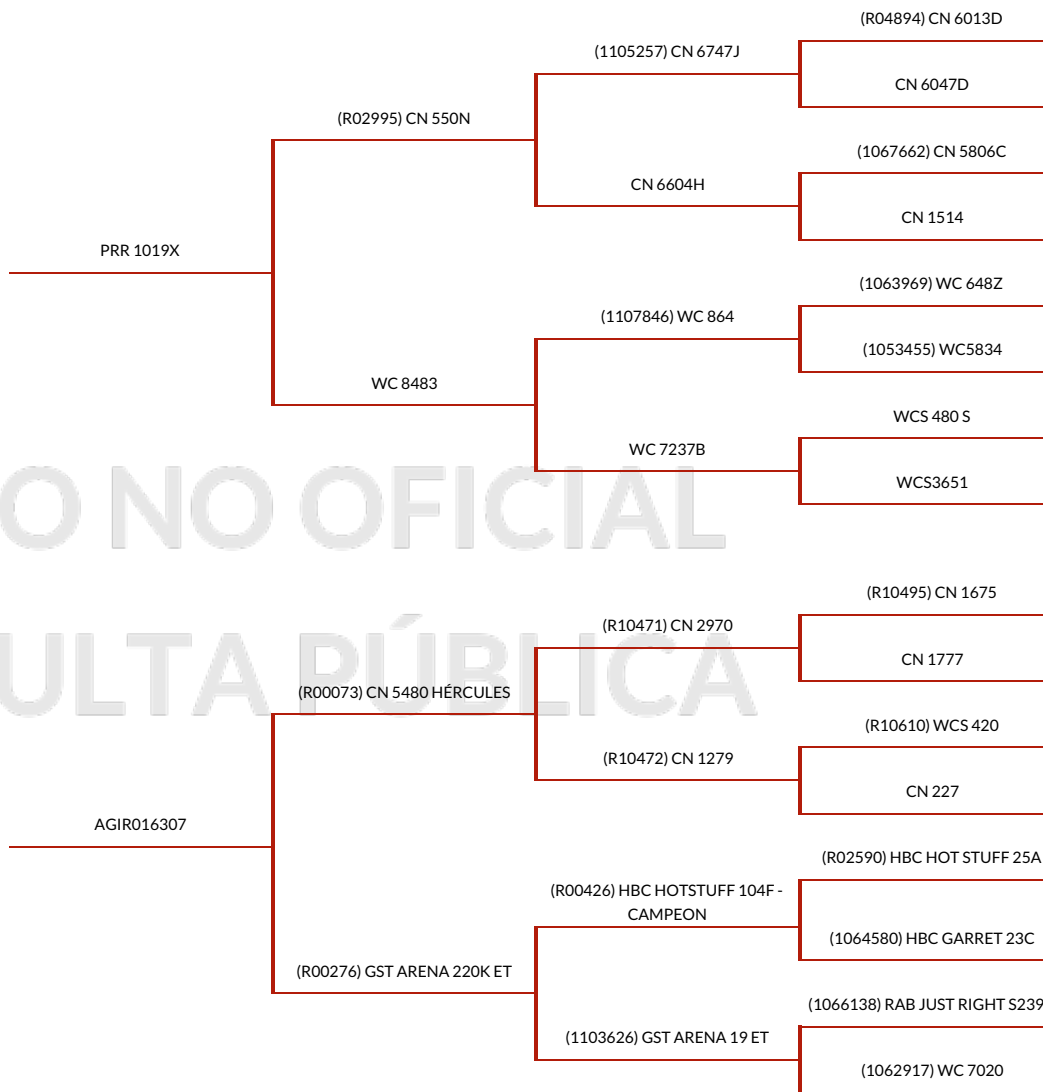 (R04894) CN 6013D
(1105257) CN 6747J
CN 6047D
(R02995) CN 550N
(1067662) CN 5806C
CN 6604H
CN 1514
PRR 1019X
(1063969) WC 648Z
(1107846) WC 864
(1053455) WC5834
WC 8483
WCS 480 S
WC 7237B
WCS3651
O NO OFICIAL
(R10495) CN 1675
(R10471) CN 2970
CN 1777
ULTA PÚBLICA
(R00073) CN 5480 HÉRCULES
(R10610) WCS 420
(R10472) CN 1279
CN 227
AGIR016307
(R02590) HBC HOT STUFF 25A
(R00426) HBC HOTSTUFF 104F -
CAMPEON
(1064580) HBC GARRET 23C
(R00276) GST ARENA 220K ET
(1066138) RAB JUST RIGHT S239
(1103626) GST ARENA 19 ET
(1062917) WC 7020